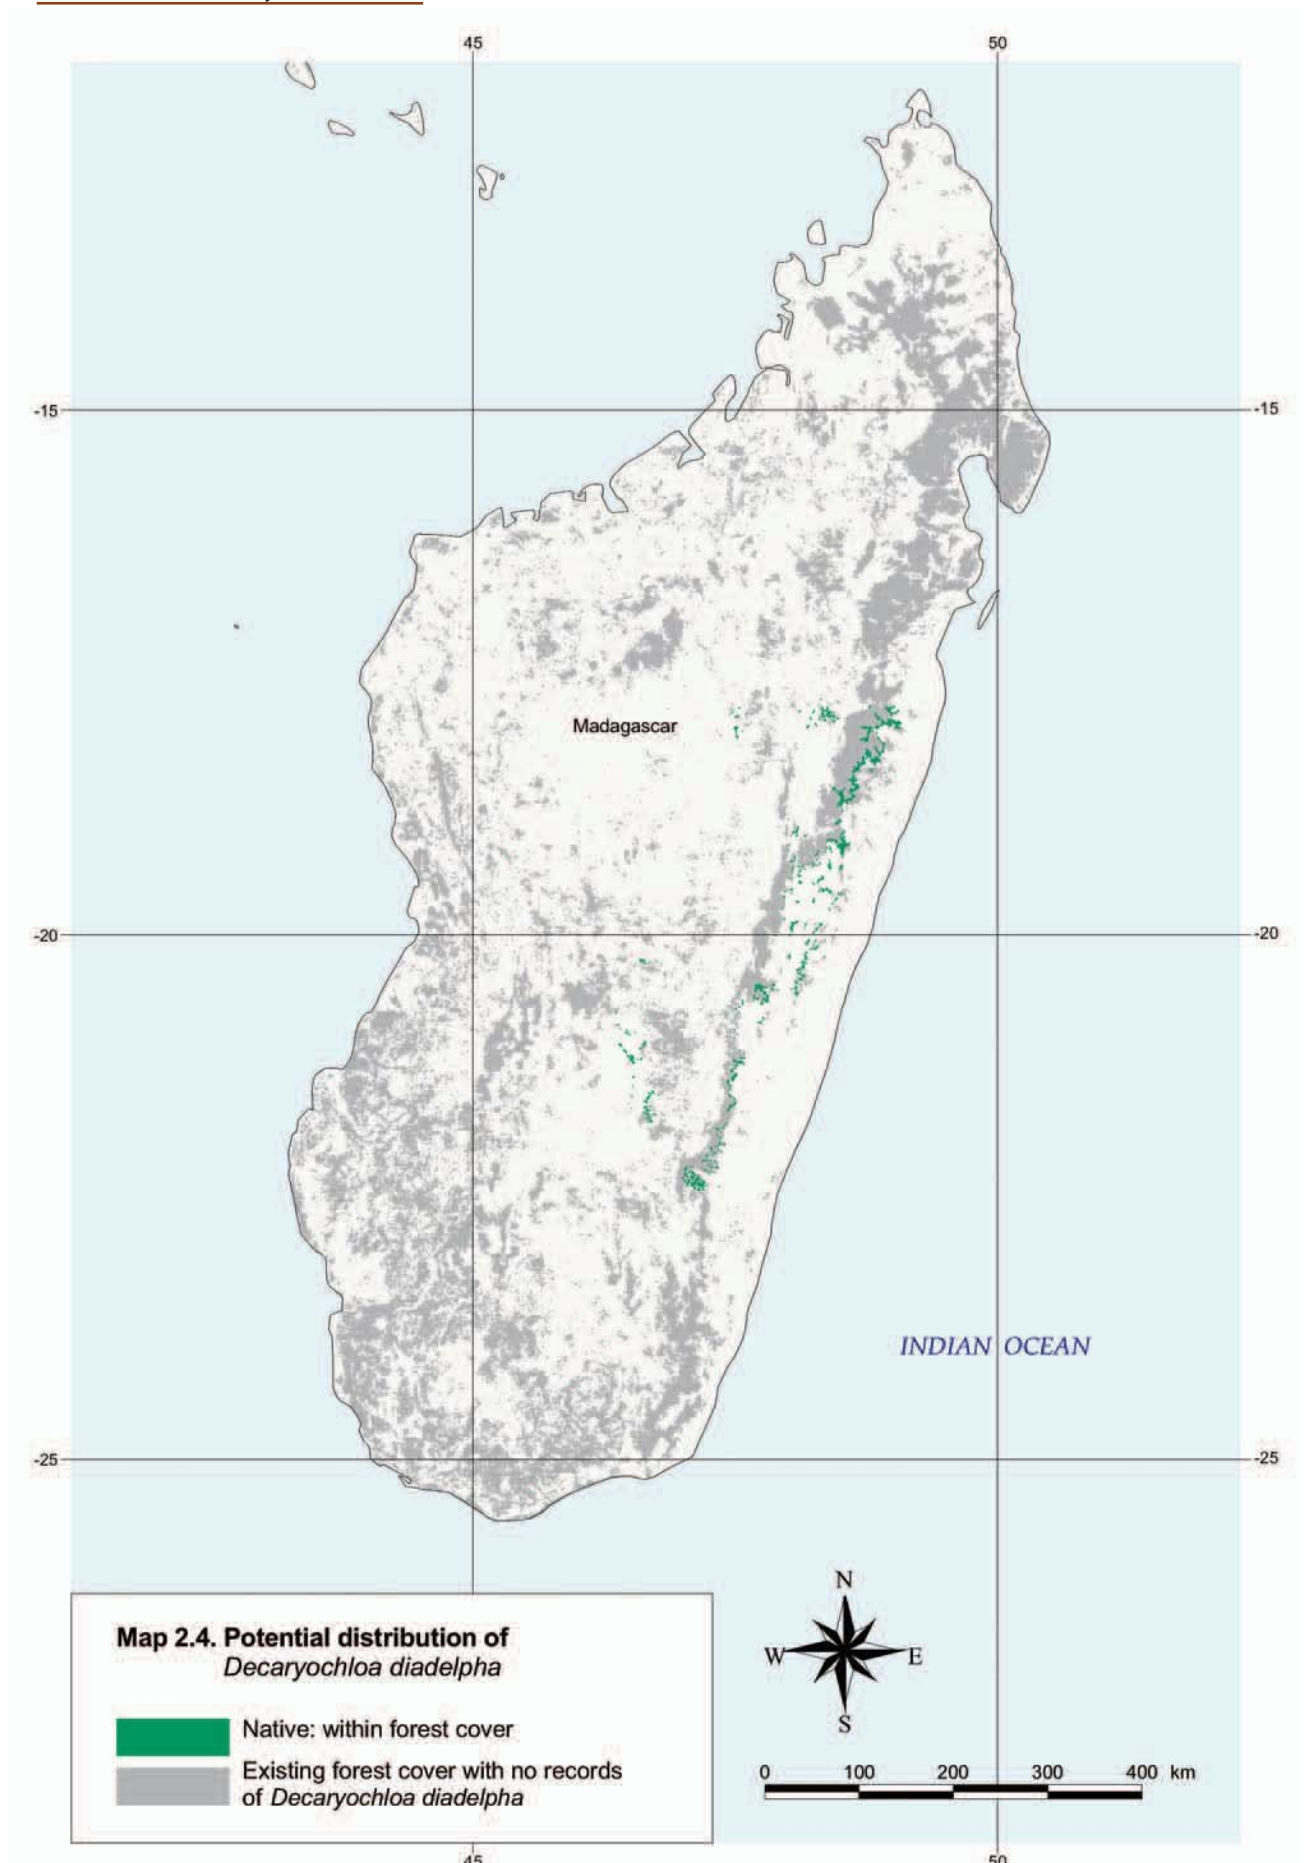 45 50
-15 -15
Madagascar
-20 -20
INDIAN OCEAN
-25 -25
N
W E
S
Map 2.4. Potential distribution of
Decaryochloa diadelpha
Native: within forest cover
Existing forest cover with no records
of Decaryochloa diadelpha
0 100 200 300 400 km
45 50